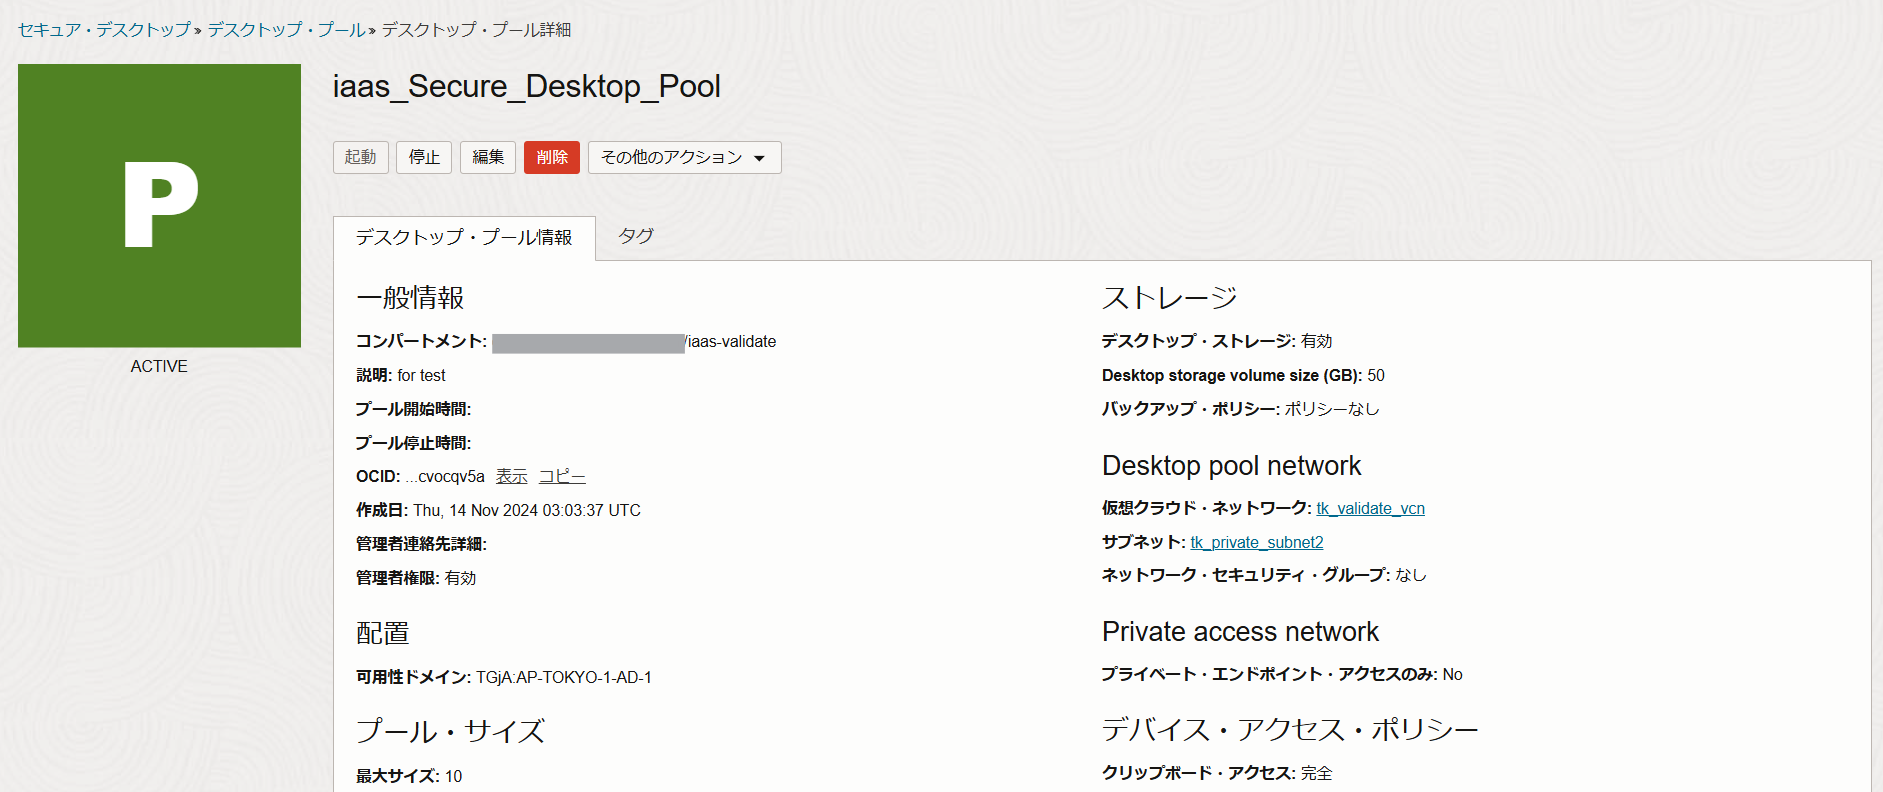 セキュア・デスクトップ » デスクトップ・プール » デスクトップ・プール詳細
P
ACTIVE
iaas_Secure_Desktop_Pool
起動 停止 編集 削除 その他のアクション
デスクトップ・プール情報 タグ
一般情報
コンパートメント: /iaas-validate
説明: for test
プール開始時間:
プール停止時間:
OCID: ...cvocqv5a 表示 コピー
作成日: Thu, 14 Nov 2024 03:03:37 UTC
管理者連絡先詳細:
管理者権限: 有効
配置
可用性ドメイン: TGjA:AP-TOKYO-1-AD-1
プール・サイズ
最大サイズ: 10
ストレージ
デスクトップ・ストレージ: 有効
Desktop storage volume size (GB): 50
バックアップ・ポリシー: ポリシーなし
Desktop pool network
仮想クラウド・ネットワーク: tk_validate_vcn
サブネット: tk_private_subnet2
ネットワーク・セキュリティ・グループ: なし
Private access network
プライベート・エンドポイント・アクセスのみ: No
デバイス・アクセス・ポリシー
クリップボード・アクセス: 完全